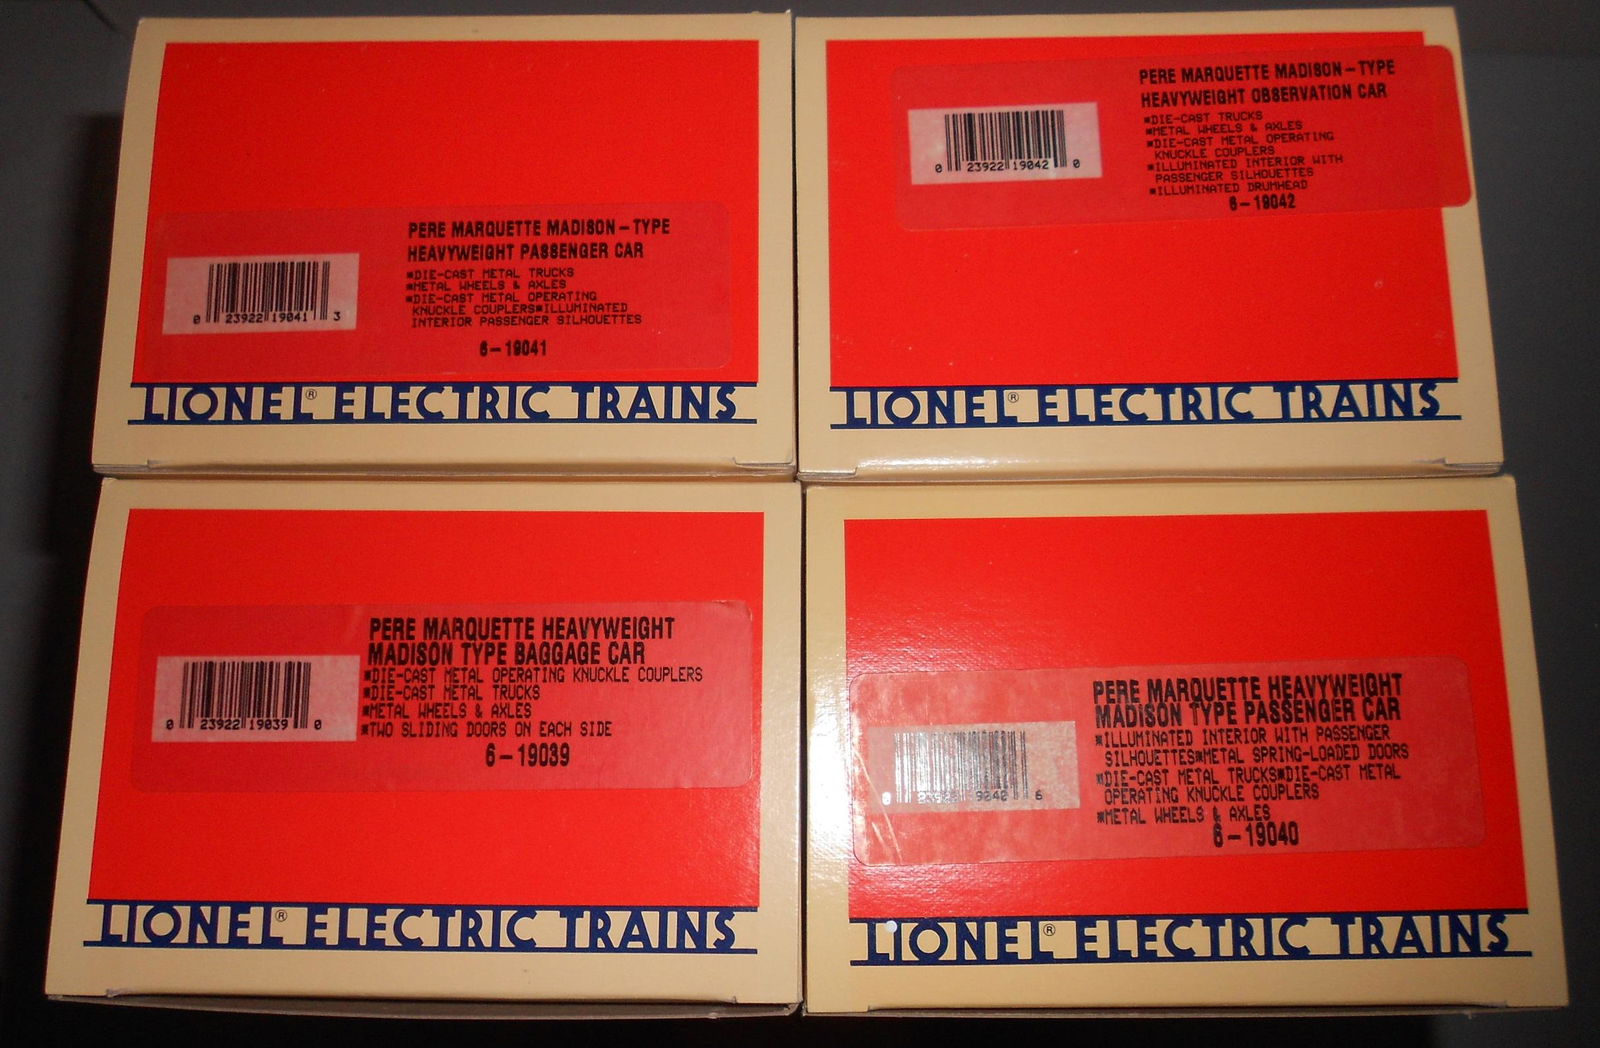 PERE MARQUETTE MADISON-TYPE
HEAVYWEIGHT PASSENGER CAR
*DIE-CAST METAL TRUCKS
*METAL WHEELS & AXLES
*DIE-CAST METAL OPERATING
KNUCKLE COUPLERS*ILLUMINATED
INTERIOR PASSENGER SILHOUETTES
6-19041
0 23922 19041 3
LIONEL® ELECTRIC TRAINS
PERE MARQUETTE MADISON-TYPE
HEAVYWEIGHT OBSERVATION CAR
*DIE-CAST TRUCKS
*METAL WHEELS & AXLES
*DIE-CAST METAL OPERATING
KNUCKLE COUPLERS
*ILLUMINATED INTERIOR WITH
PASSENGER SILHOUETTES
*ILLUMINATED DRUMHEAD
6-19042
0 23922 19042 0
LIONEL® ELECTRIC TRAINS
PERE MARQUETTE HEAVYWEIGHT
MADISON TYPE BAGGAGE CAR
*DIE-CAST METAL OPERATING KNUCKLE COUPLERS
*DIE-CAST METAL TRUCKS
*METAL WHEELS & AXLES
*TWO SLIDING DOORS ON EACH SIDE
6-19039
0 23922 19039 0
LIONEL® ELECTRIC TRAINS
PERE MARQUETTE HEAVYWEIGHT
MADISON TYPE PASSENGER CAR
*ILLUMINATED INTERIOR WITH PASSENGER
SILHOUETTES*METAL SPRING-LOADED DOORS
*DIE-CAST METAL TRUCKS*DIE-CAST METAL
OPERATING KNUCKLE COUPLERS
*METAL WHEELS & AXLES
6-19040
0 6
LIONEL® ELECTRIC TRAINS